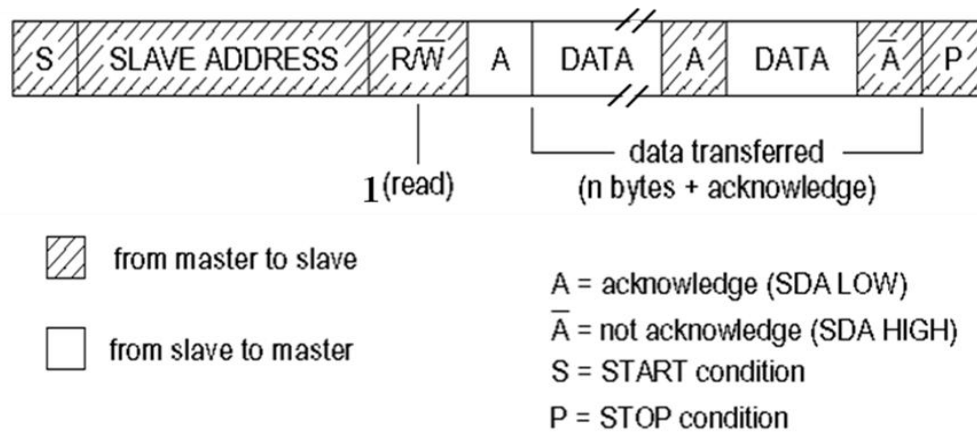 S SLAVE ADDRESS R/W̅ A DATA A DATA A̅ P
data transferred
1 (read) (n bytes + acknowledge)
from master to slave
from slave to master
A = acknowledge (SDA LOW)
A̅ = not acknowledge (SDA HIGH)
S = START condition
P = STOP condition